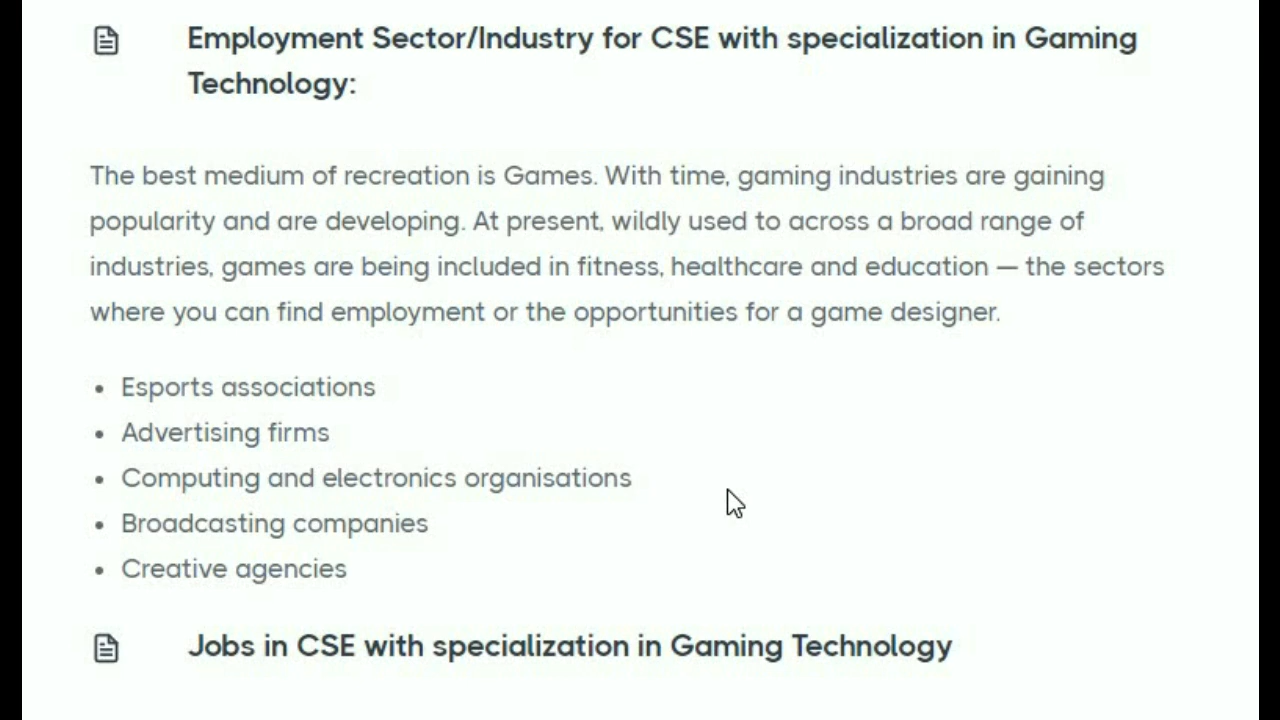 Employment Sector/Industry for CSE with specialization in Gaming
Technology:
The best medium of recreation is Games. With time, gaming industries are gaining
popularity and are developing. At present, wildly used to across a broad range of
industries, games are being included in fitness, healthcare and education — the sectors
where you can find employment or the opportunities for a game designer.
• Esports associations
• Advertising firms
• Computing and electronics organisations
• Broadcasting companies
• Creative agencies
Jobs in CSE with specialization in Gaming Technology